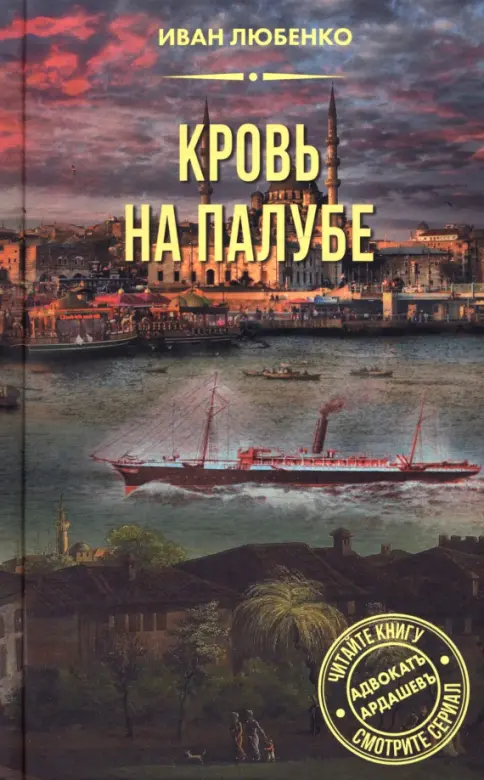 ИВАН ЛЮБЕНКО
КРОВЬ
НА ПАЛУБЕ
ЧИТАЙТЕ КНИГУ
АДВОКАТЪ
АРДАШЕВЪ
СМОТРИТЕ СЕРИАЛ